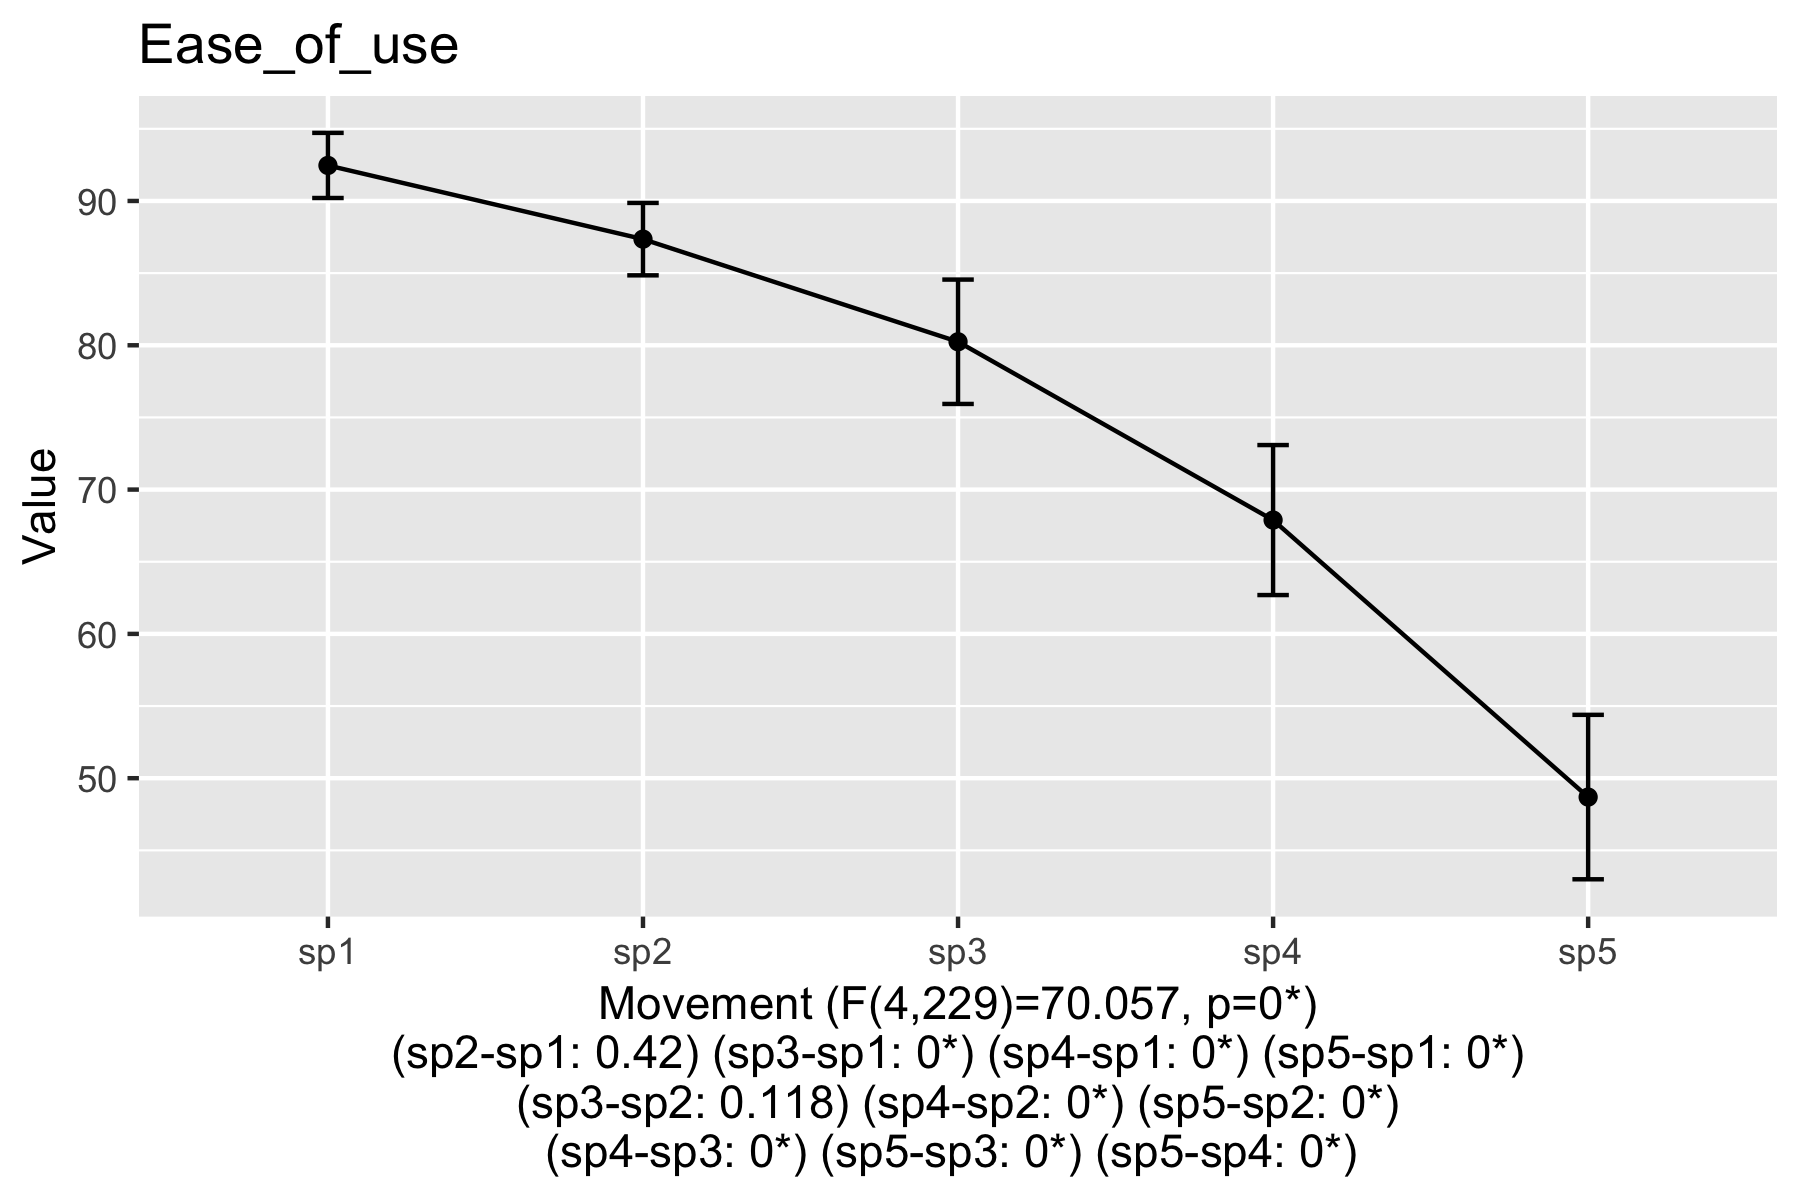 Ease_of_use
Value
90
80
70
60
50
sp1 sp2 sp3 sp4 sp5
Movement (F(4,229)=70.057, p=0*)
(sp2-sp1: 0.42) (sp3-sp1: 0*) (sp4-sp1: 0*) (sp5-sp1: 0*)
(sp3-sp2: 0.118) (sp4-sp2: 0*) (sp5-sp2: 0*)
(sp4-sp3: 0*) (sp5-sp3: 0*) (sp5-sp4: 0*)